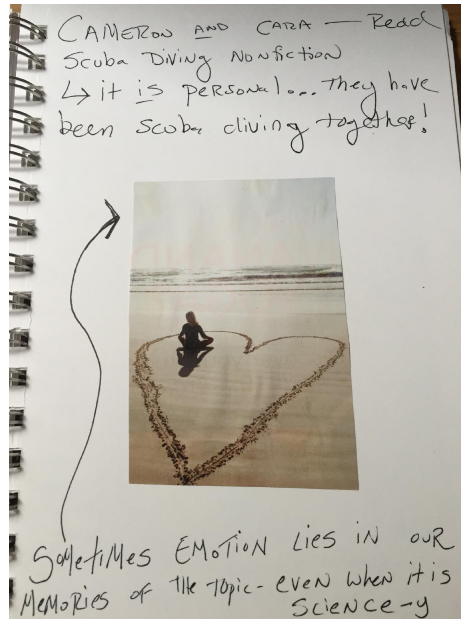 CAMERON AND CARA — Read
Scuba Diving Nonfiction
↳ it is personal... They have
been scuba diving together!
SOMETIMES EMOTION LIES IN OUR
MEMORIES OF THE TOPIC- EVEN WHEN IT IS
SCIENCE-Y